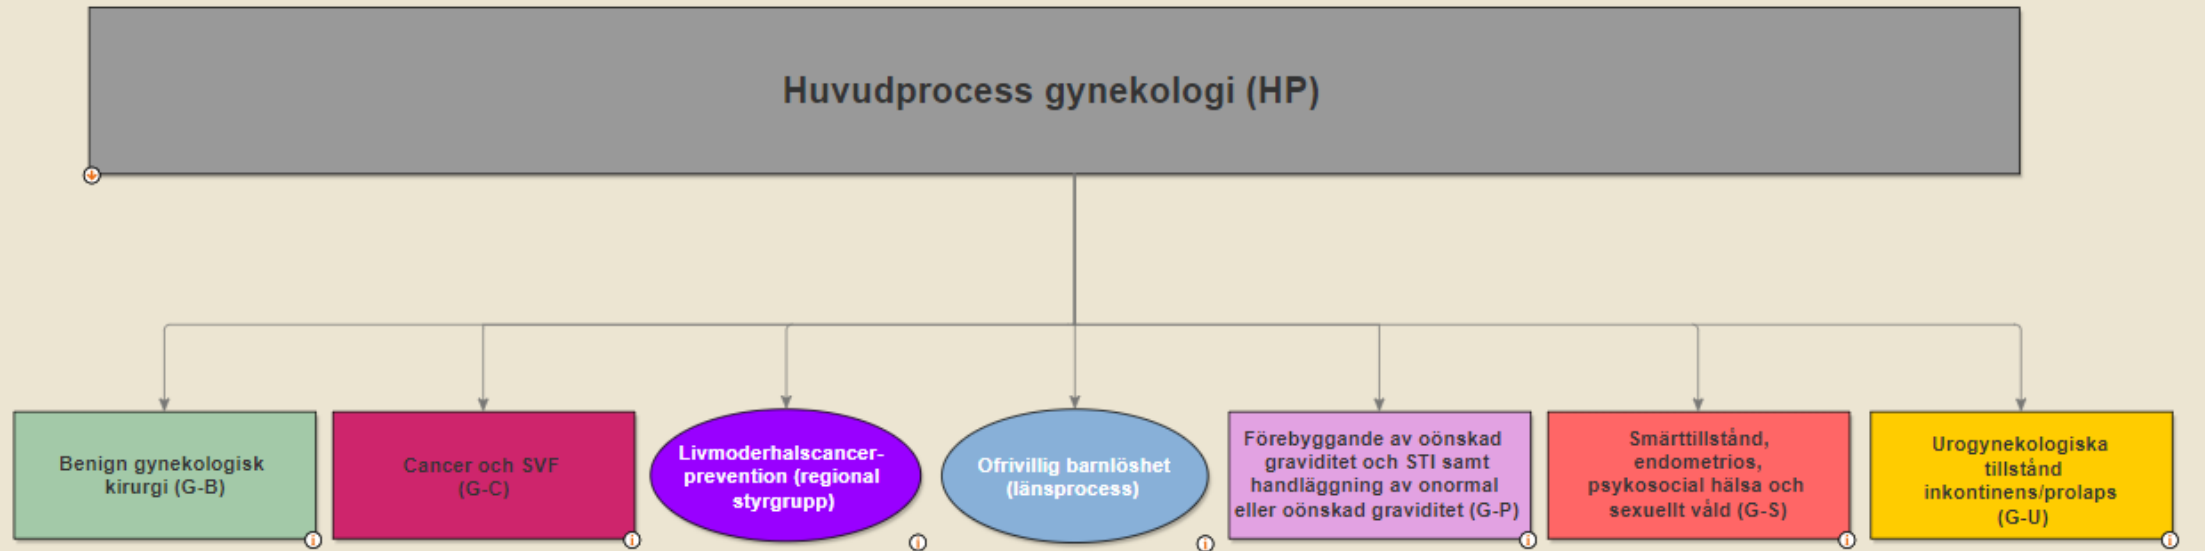 Huvudprocess gynekologi (HP)
Benign gynekologisk
kirurgi (G-B)
Cancer och SVF
(G-C)
Livmoderhalscancer-
prevention (regional
styrgrupp)
Ofrivillig barnlöshet
(länsprocess)
Förebyggande av oönskad
graviditet och STI samt
handläggning av onormal
eller oönskad graviditet (G-P)
Smärttillstånd,
endometrios,
psykosocial hälsa och
sexuellt våld (G-S)
Urogynekologiska
tillstånd
inkontinens/prolaps
(G-U)